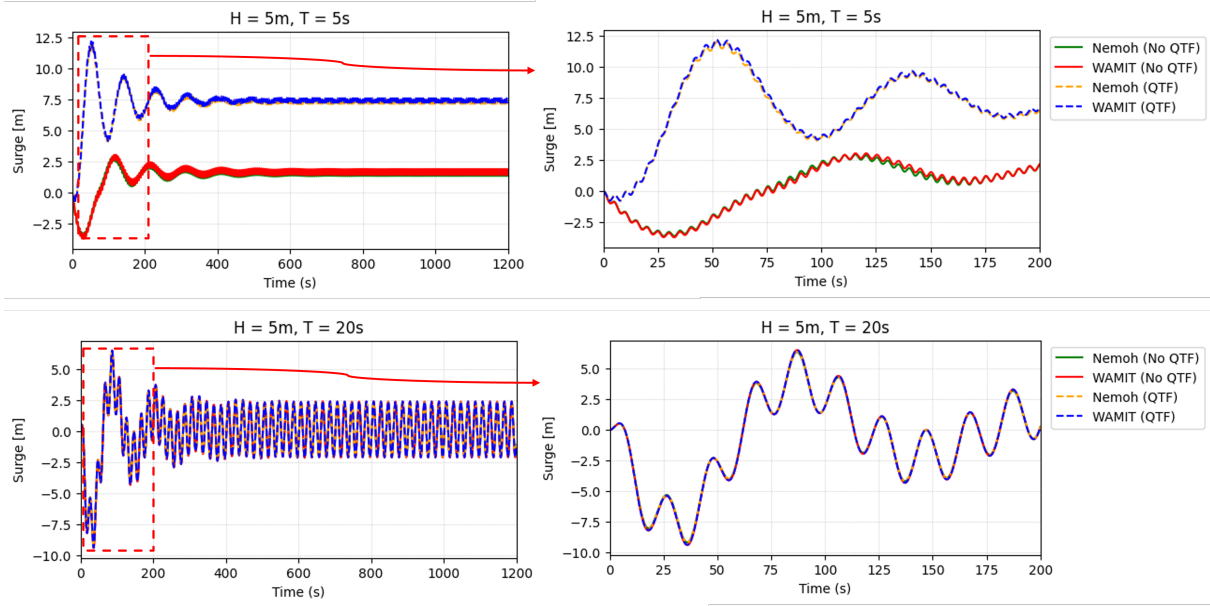 H = 5m, T = 5s
12.5
10.0
7.5
5.0
2.5
0.0
−2.5
Surge [m]
0 200 400 600 800 1000 1200
Time (s)
H = 5m, T = 5s
12.5
10.0
7.5
5.0
2.5
0.0
−2.5
Surge [m]
0 25 50 75 100 125 150 175 200
Time (s)
Nemoh (No QTF)
WAMIT (No QTF)
Nemoh (QTF)
WAMIT (QTF)
H = 5m, T = 20s
5.0
2.5
0.0
−2.5
−5.0
−7.5
−10.0
Surge [m]
0 200 400 600 800 1000 1200
Time (s)
H = 5m, T = 20s
5.0
2.5
0.0
−2.5
−5.0
−7.5
−10.0
Surge [m]
0 25 50 75 100 125 150 175 200
Time (s)
Nemoh (No QTF)
WAMIT (No QTF)
Nemoh (QTF)
WAMIT (QTF)